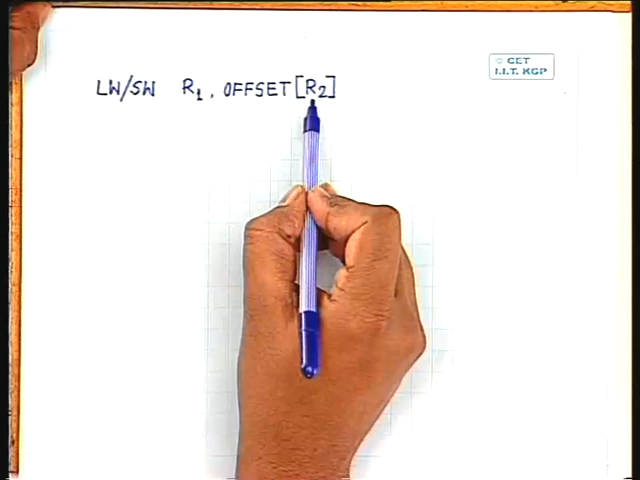 LW/SW R1, OFFSET[R2]
© CET
I.I.T. KGP